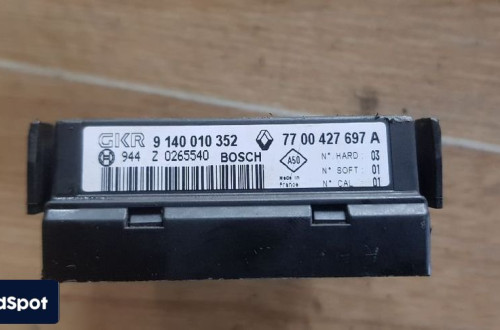 CKR 9 140 010 352 77 00 427 697 A
944 Z 0265540 BOSCH A50 N° HARD: 03
N° SOFT: 01
Made in France N° CAL: 01
dSpot